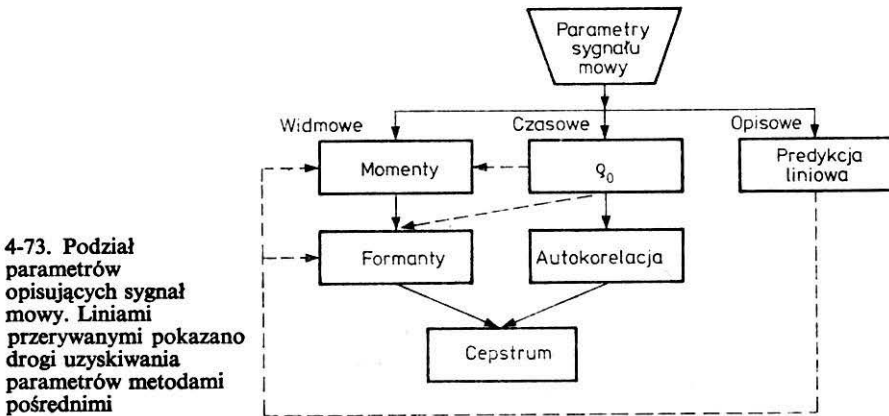 Parametry
sygnału
mowy
Widmowe
Czasowe
Opisowe
Momenty
ϱ₀
Predykcja
liniowa
Formanty
Autokorelacja
Cepstrum
4-73. Podział
parametrów
opisujących sygnał
mowy. Liniami
przerywanymi pokazano
drogi uzyskiwania
parametrów metodami
pośrednimi